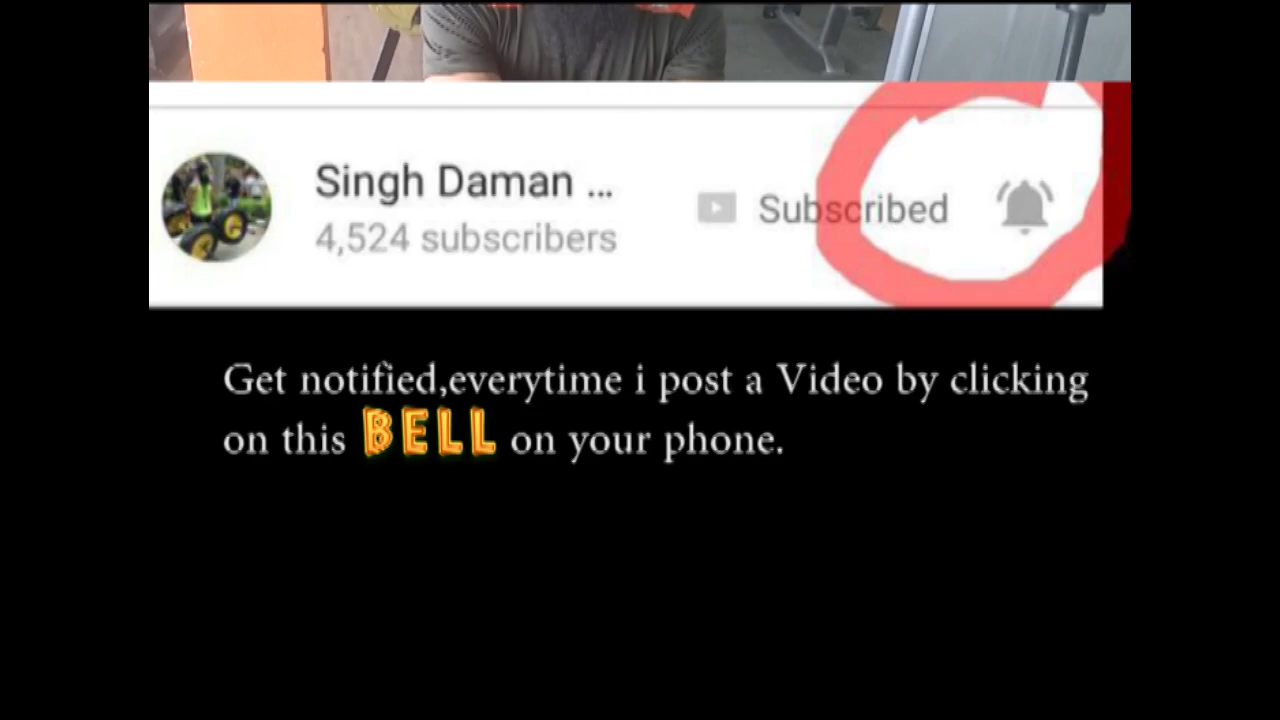 Singh Daman ...
4,524 subscribers
Subscribed
Get notified,everytime i post a Video by clicking
on this BELL on your phone.